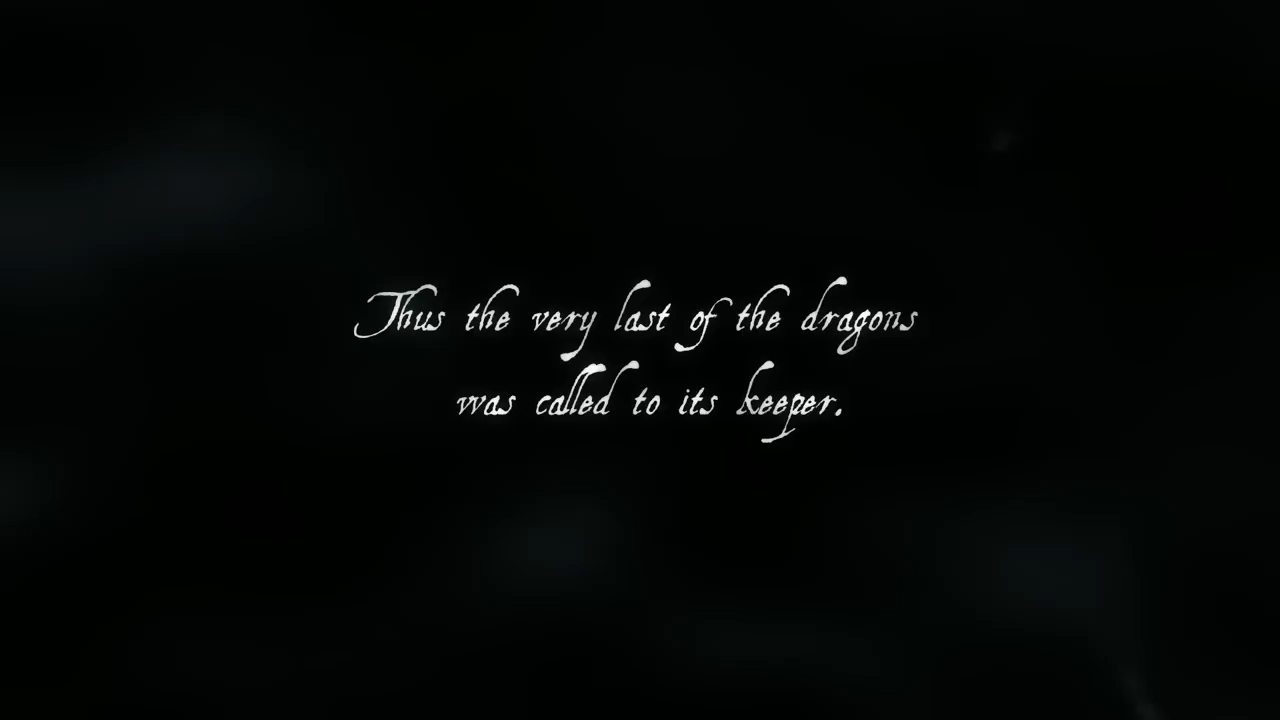 Thus the very last of the dragons
was called to its keeper.